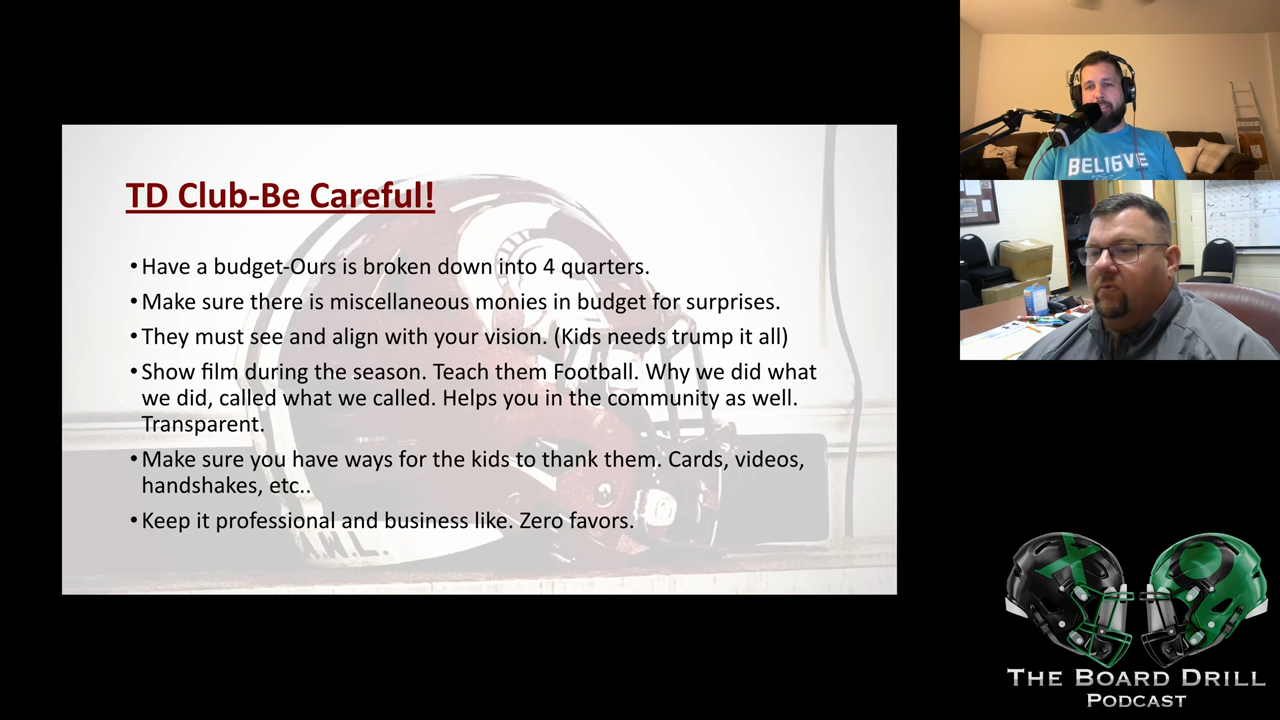 TD Club-Be Careful!
•Have a budget-Ours is broken down into 4 quarters.
•Make sure there is miscellaneous monies in budget for surprises.
•They must see and align with your vision. (Kids needs trump it all)
•Show film during the season. Teach them Football. Why we did what
we did, called what we called. Helps you in the community as well.
Transparent.
•Make sure you have ways for the kids to thank them. Cards, videos,
handshakes, etc..
•Keep it professional and business like. Zero favors.
W.L.
BELIGVE
THE BOARD DRILL
PODCAST